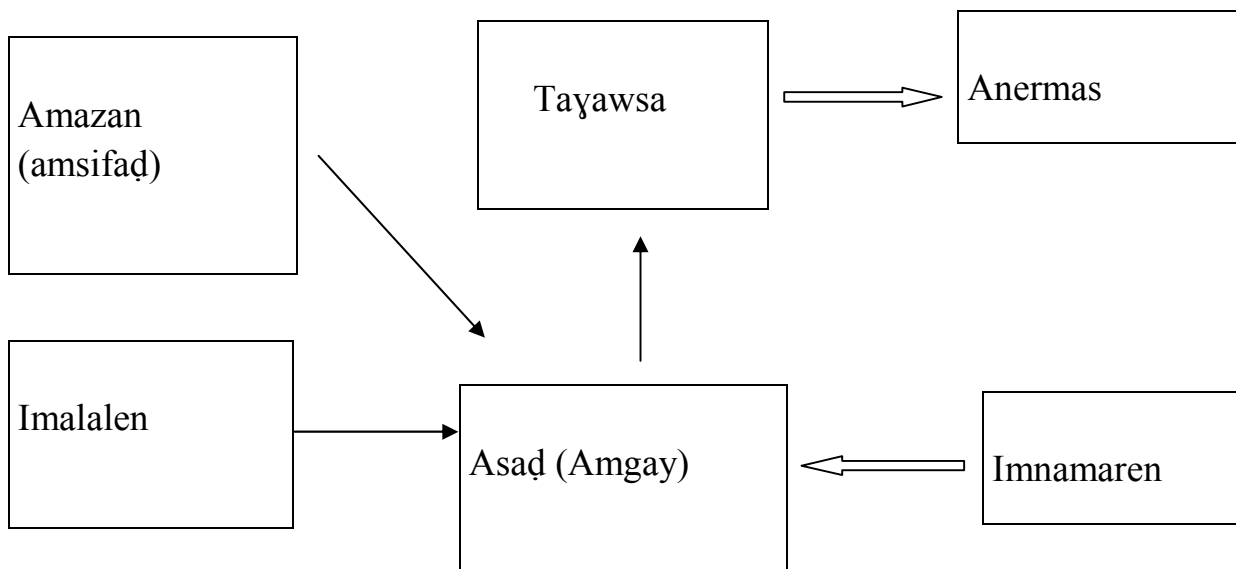 Amazan
(amsifaḍ)
Taɣawsa
Anermas
Imalalen
Asaḍ (Amgay)
Imnamaren